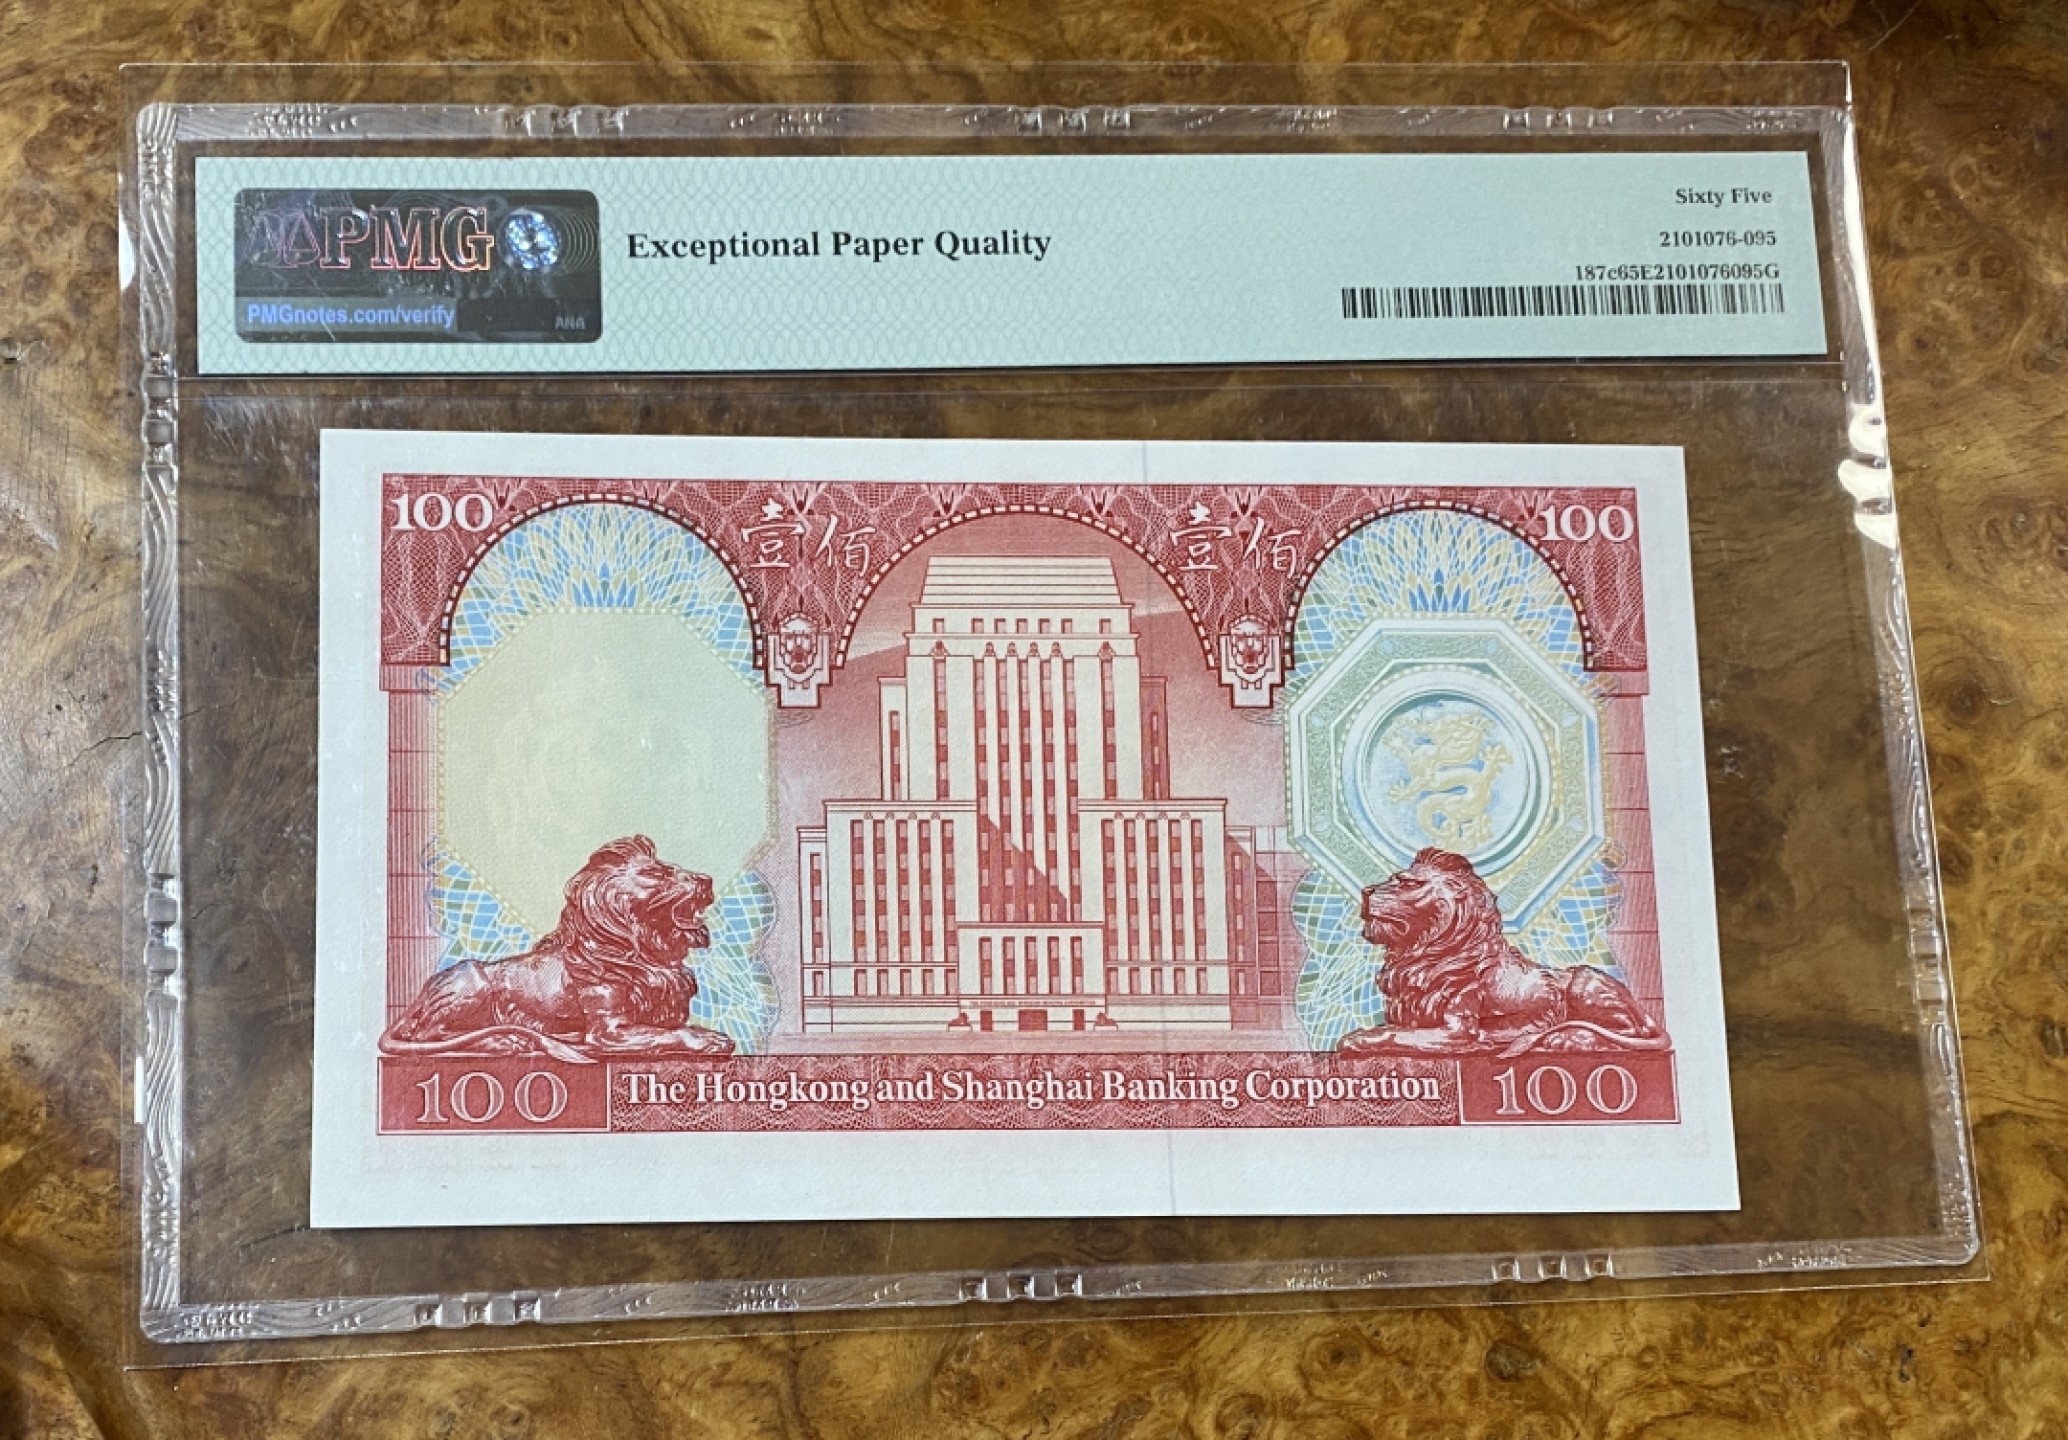 PMG
PMGnotes.com/verify
ANA
Exceptional Paper Quality
Sixty Five
2101076-095
187c65E2101076095G
100 壹佰 壹佰 100
100 The Hongkong and Shanghai Banking Corporation 100